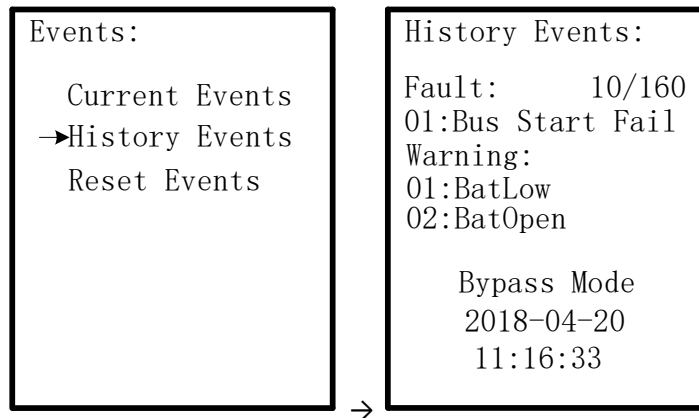 Events:
Current Events
→History Events
Reset Events
→
History Events:
Fault: 10/160
01:Bus Start Fail
Warning:
01:BatLow
02:BatOpen
Bypass Mode
2018-04-20
11:16:33